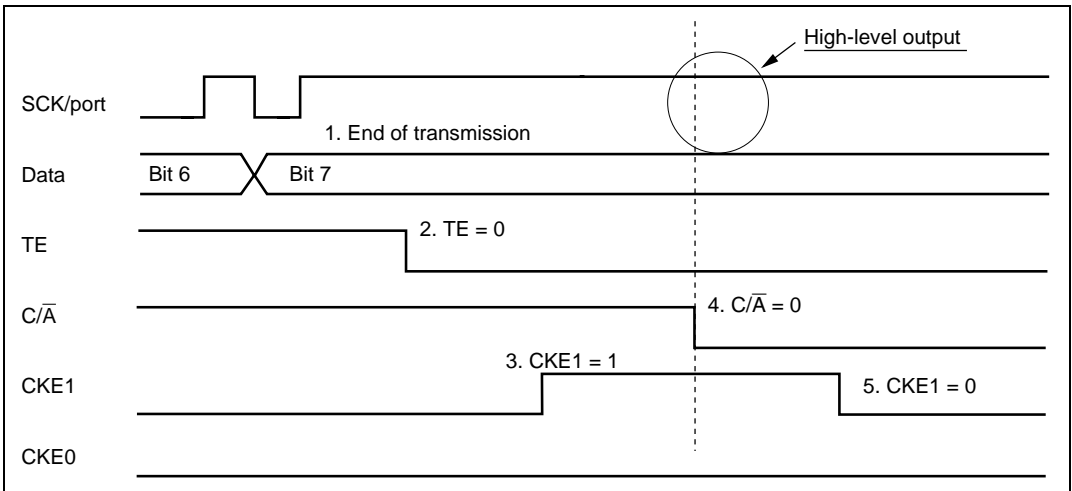 High-level output
SCK/port
1. End of transmission
Data
Bit 6
Bit 7
TE
2. TE = 0
C/A̅
4. C/A̅ = 0
3. CKE1 = 1
CKE1
5. CKE1 = 0
CKE0